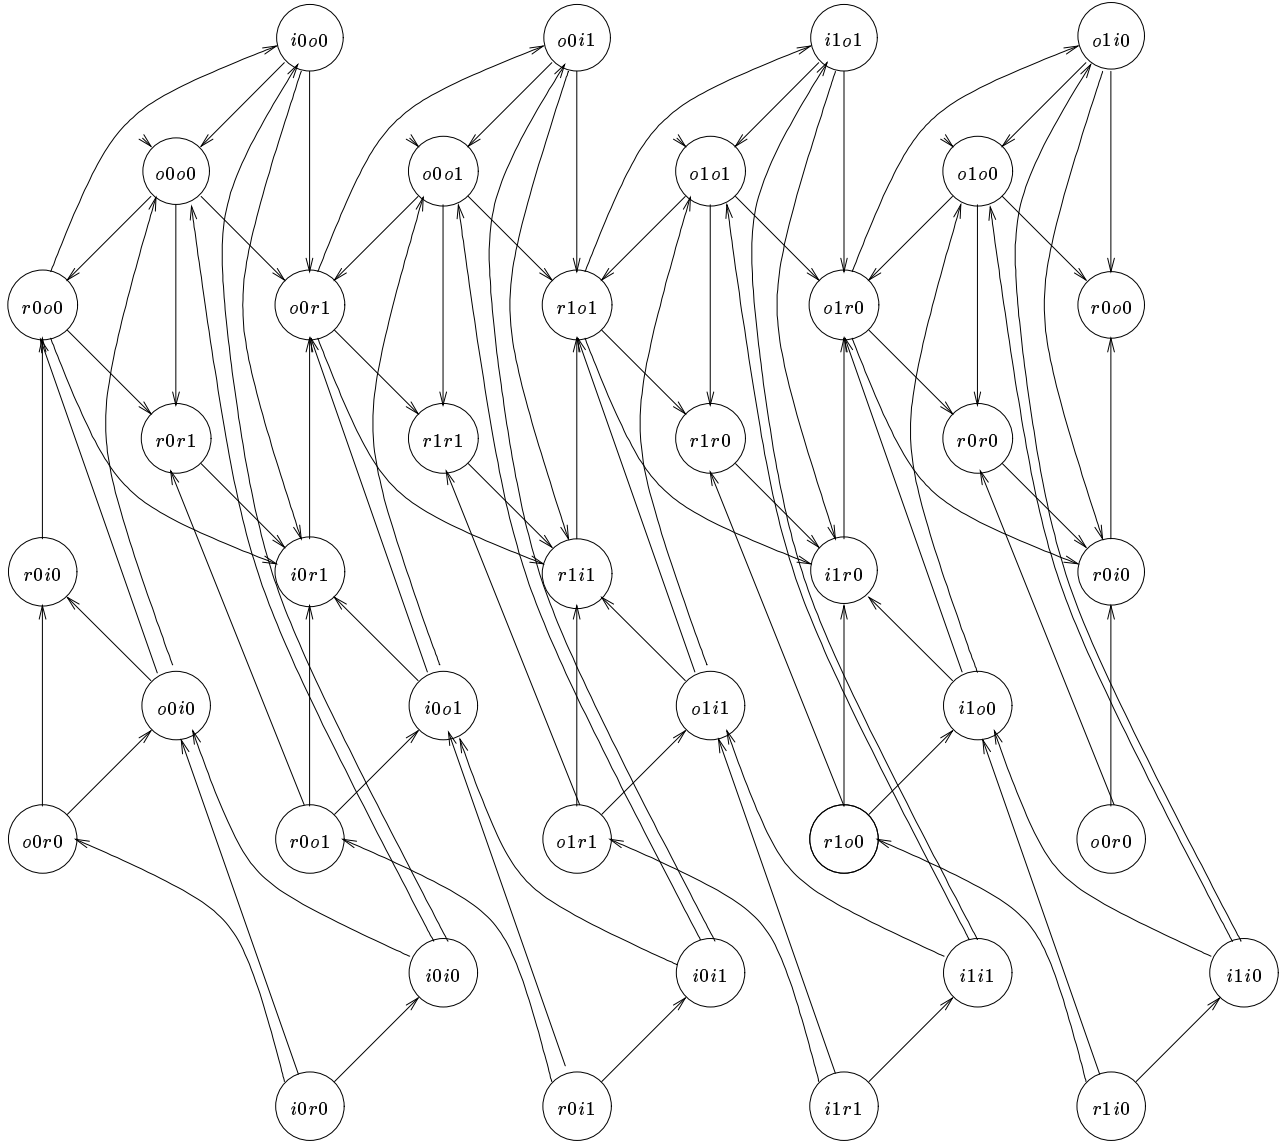 i0o0 o0i1 i1o1 o1i0
o0o0 o0o1 o1o1 o1o0
r0o0 o0r1 r1o1 o1r0 r0o0
r0r1 r1r1 r1r0 r0r0
r0i0 i0r1 r1i1 i1r0 r0i0
o0i0 i0o1 o1i1 i1o0
o0r0 r0o1 o1r1 r1o0 o0r0
i0i0 i0i1 i1i1 i1i0
i0r0 r0i1 i1r1 r1i0